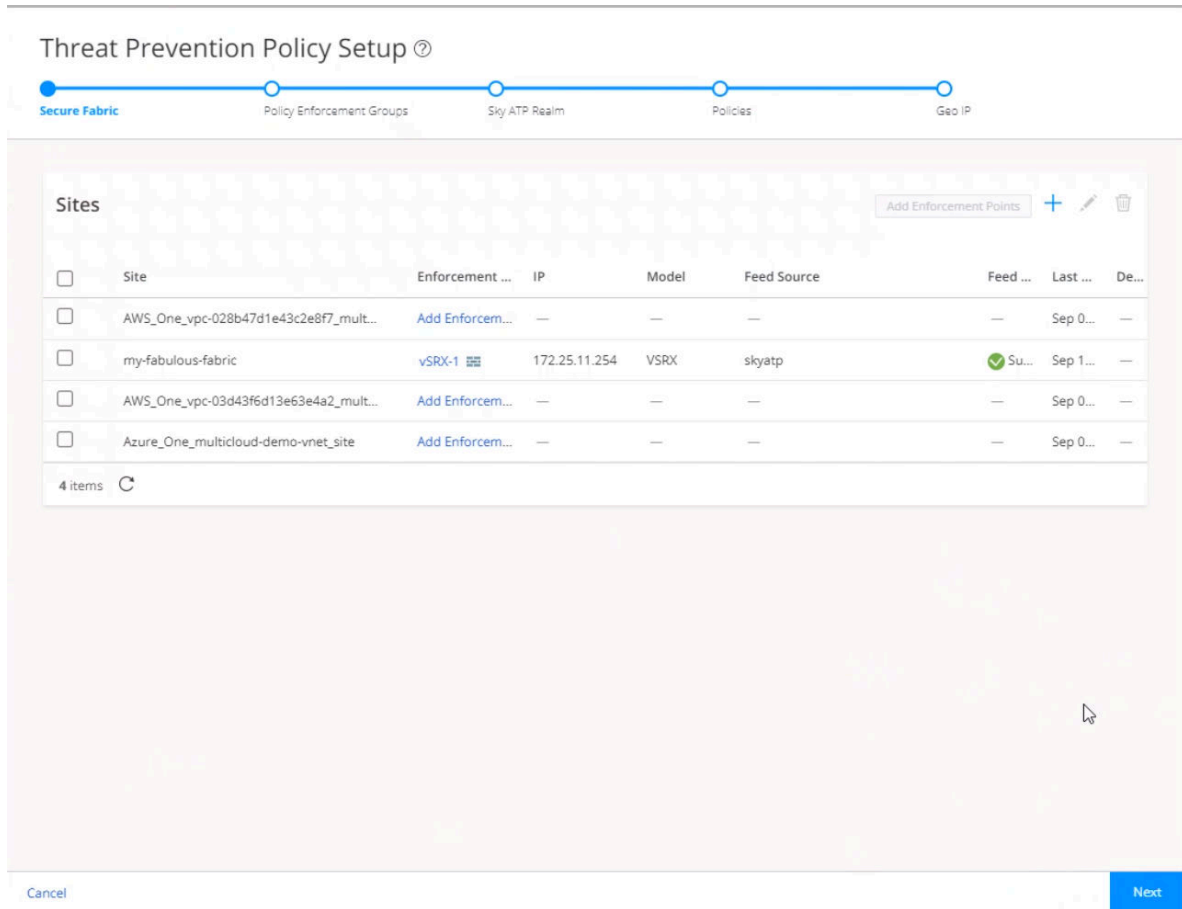 Threat Prevention Policy Setup ?
Secure Fabric Policy Enforcement Groups Sky ATP Realm Policies Geo IP
Sites Add Enforcement Points
Site Enforcement ... IP Model Feed Source Feed ... Last ... De...
AWS_One_vpc-028b47d1e43c2e8f7_mult... Add Enforcem... — — — — Sep 0... —
my-fabulous-fabric vSRX-1 172.25.11.254 VSRX skyatp Su... Sep 1... —
AWS_One_vpc-03d43f6d13e63e4a2_mult... Add Enforcem... — — — — Sep 0... —
Azure_One_multicloud-demo-vnet_site Add Enforcem... — — — — Sep 0... —
4 items
Cancel Next